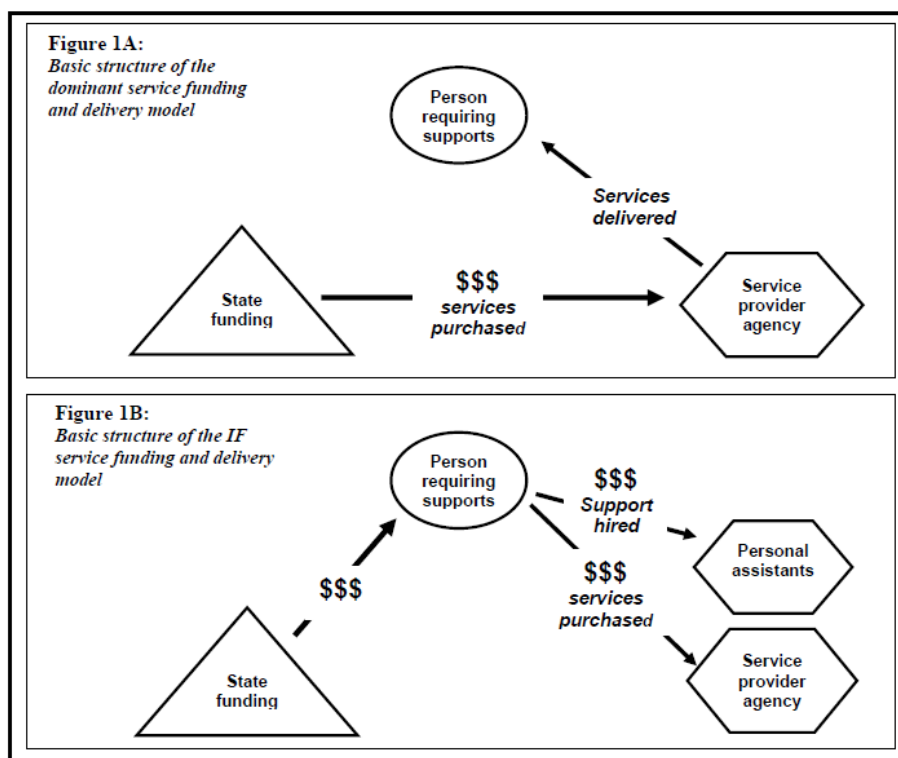 Figure 1A:
Basic structure of the
dominant service funding
and delivery model
Person
requiring
supports
Services
delivered
State
funding
$$$
services
purchased
Service
provider
agency
Figure 1B:
Basic structure of the IF
service funding and delivery
model
Person
requiring
supports
$$$
Support
hired
Personal
assistants
$$$
$$$
services
purchased
State
funding
Service
provider
agency